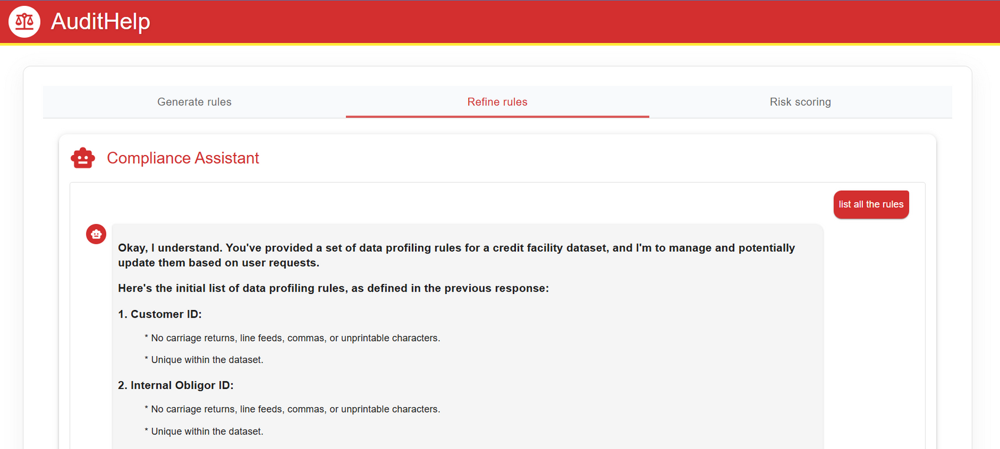 AuditHelp
Generate rules
Refine rules
Risk scoring
Compliance Assistant
list all the rules
Okay, I understand. You've provided a set of data profiling rules for a credit facility dataset, and I'm to manage and potentially
update them based on user requests.
Here's the initial list of data profiling rules, as defined in the previous response:
1. Customer ID:
* No carriage returns, line feeds, commas, or unprintable characters.
* Unique within the dataset.
2. Internal Obligor ID:
* No carriage returns, line feeds, commas, or unprintable characters.
* Unique within the dataset.